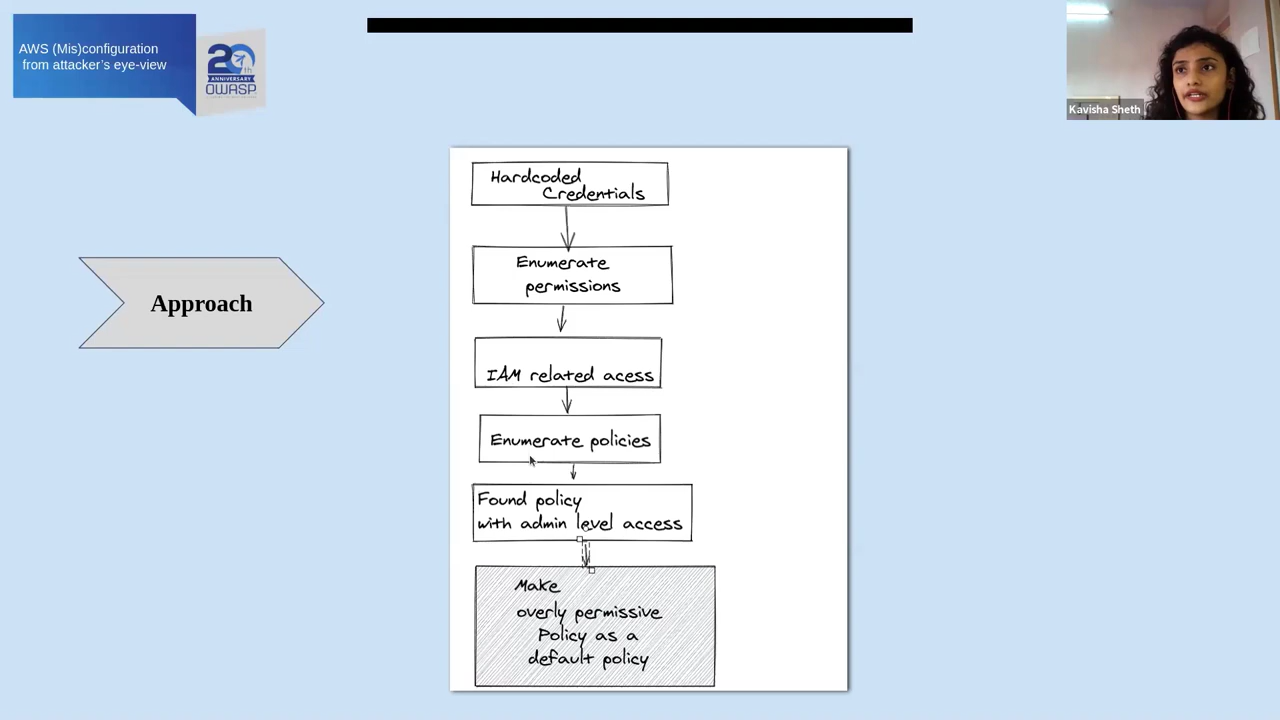 AWS (Mis)configuration
from attacker's eye-view
20th
ANNIVERSARY
OWASP
Kavisha Sheth
Approach
Hardcoded
Credentials
Enumerate
permissions
IAM related acess
Enumerate policies
Found policy
with admin level access
Make
overly permissive
Policy as a
default policy